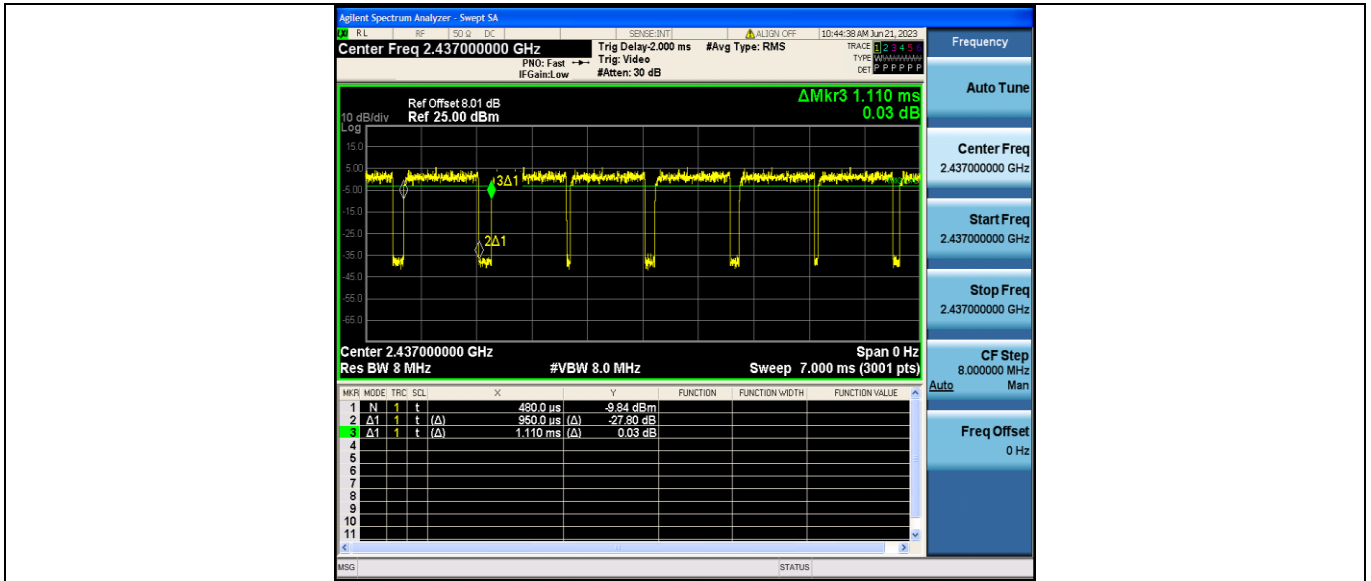 Agilent Spectrum Analyzer - Swept SA
LXI RL RF 50 Ω DC SENSE:INT ALIGN OFF 10:44:38 AM Jun 21, 2023
Center Freq 2.437000000 GHz
PNO: Fast
IFGain:Low
Trig Delay-2.000 ms
Trig: Video
#Atten: 30 dB
#Avg Type: RMS
TRACE 1 2 3 4 5 6
TYPE WWWWWW
DET P P P P P P
ΔMkr3 1.110 ms
0.03 dB
Ref Offset 8.01 dB
10 dB/div Ref 25.00 dBm
Log
15.0
5.00
-5.00
-15.0
-25.0
-35.0
-45.0
-55.0
-65.0
3Δ1
2Δ1
Center 2.437000000 GHz Span 0 Hz
Res BW 8 MHz #VBW 8.0 MHz Sweep 7.000 ms (3001 pts)
MKR MODE TRC SCL X Y FUNCTION FUNCTION WIDTH FUNCTION VALUE
1 N 1 t 480.0 µs -9.84 dBm
2 Δ1 1 t (Δ) 950.0 µs (Δ) -27.80 dB
3 Δ1 1 t (Δ) 1.110 ms (Δ) 0.03 dB
4
5
6
7
8
9
10
11
MSG STATUS
Frequency
Auto Tune
Center Freq
2.437000000 GHz
Start Freq
2.437000000 GHz
Stop Freq
2.437000000 GHz
CF Step
8.000000 MHz
Auto Man
Freq Offset
0 Hz